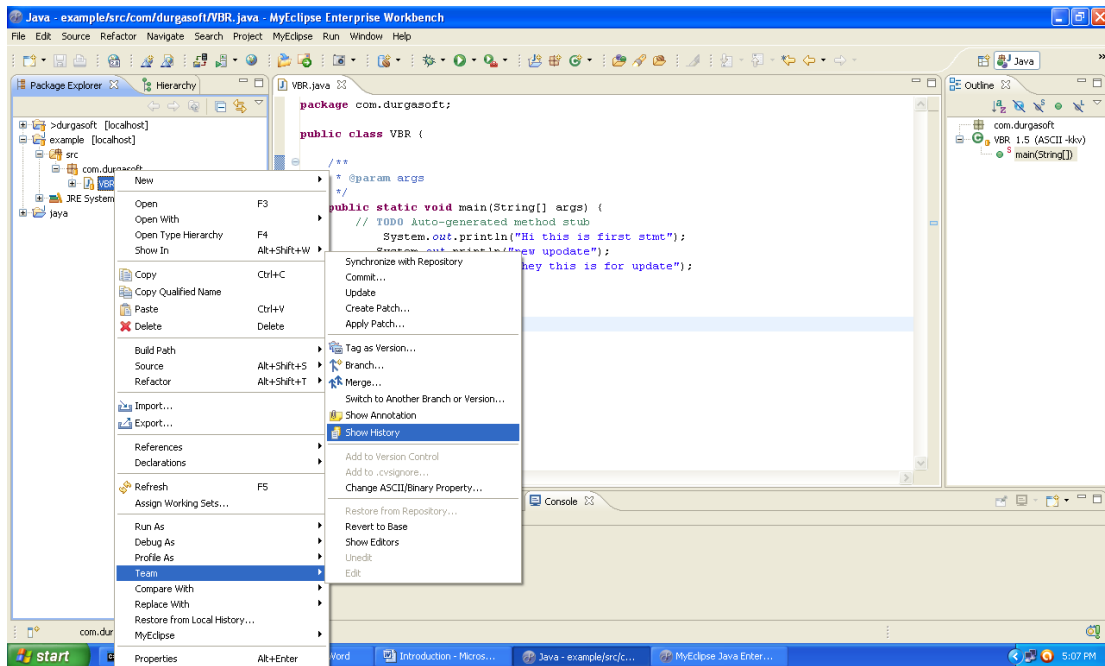 Java - example/src/com/durgasoft/VBR.java - MyEclipse Enterprise Workbench
File Edit Source Refactor Navigate Search Project MyEclipse Run Window Help
Java
»
Package Explorer
Hierarchy
>durgasoft [localhost]
example [localhost]
src
com.durgasoft
VBR
JRE System
jaya
VBR.java
package com.durgasoft;
public class VBR {
/**
* @param args
*/
public static void main(String[] args) {
// TODO Auto-generated method stub
System.out.println("Hi this is first stmt");
System.out.println("new upodate");
hey this is for update");
Outline
com.durgasoft
VBR 1.5 (ASCII -kkv)
main(String[])
New
Open F3
Open With
Open Type Hierarchy F4
Show In Alt+Shift+W
Copy Ctrl+C
Copy Qualified Name
Paste Ctrl+V
Delete Delete
Build Path
Source Alt+Shift+S
Refactor Alt+Shift+T
Import...
Export...
References
Declarations
Refresh F5
Assign Working Sets...
Run As
Debug As
Profile As
Team
Compare With
Replace With
Restore from Local History...
MyEclipse
Properties Alt+Enter
Synchronize with Repository
Commit...
Update
Create Patch...
Apply Patch...
Tag as Version...
Branch...
Merge...
Switch to Another Branch or Version...
Show Annotation
Show History
Add to Version Control
Add to .cvsignore...
Change ASCII/Binary Property...
Restore from Repository...
Revert to Base
Show Editors
Unedit
Edit
Console
com.dur
start
Word
Introduction - Micros...
Java - example/src/c...
MyEclipse Java Enter...
5:07 PM